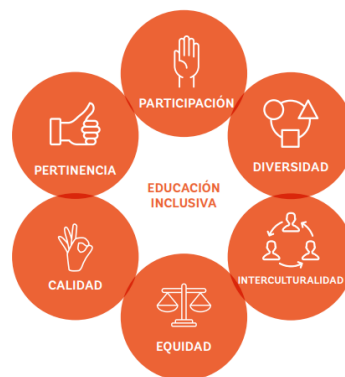 PARTICIPACIÓN
DIVERSIDAD
INTERCULTURALIDAD
EQUIDAD
CALIDAD
PERTINENCIA
EDUCACIÓN
INCLUSIVA